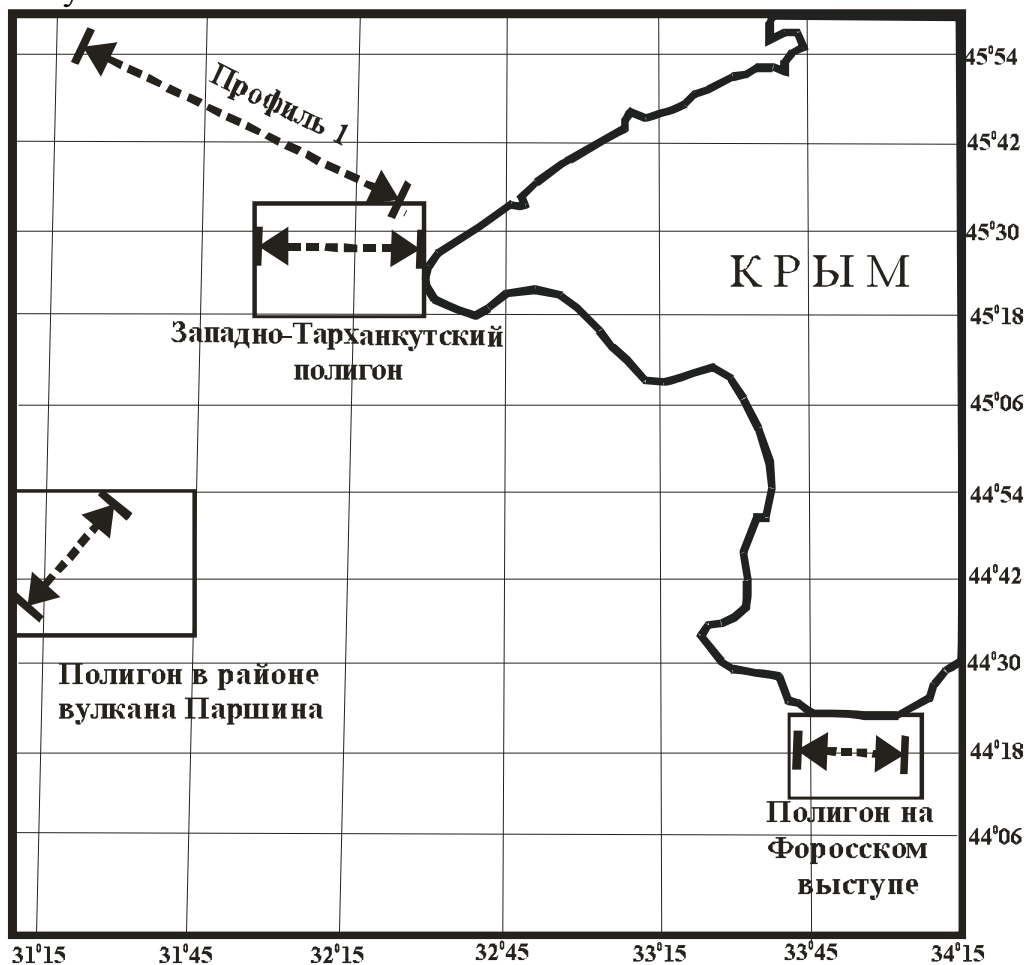 Профиль 1
45°54
45°42
45°30
КРЫМ
45°18
Западно-Тарханкутский
полигон
45°06
44°54
44°42
44°30
Полигон в районе
вулкана Паршина
44°18
Полигон на
44°06
Форосском
выступе
31°15 31°45 32°15 32°45 33°15 33°45 34°15